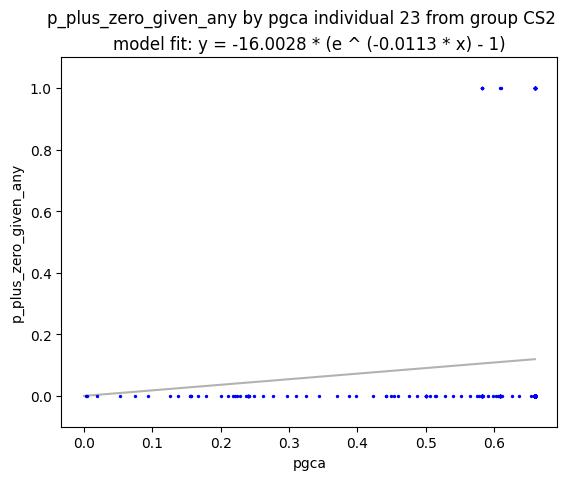 p_plus_zero_given_any by pgca individual 23 from group CS2
model fit: y = -16.0028 * (e ^ (-0.0113 * x) - 1)
1.0
0.8
0.6
0.4
0.2
0.0
p_plus_zero_given_any
0.0 0.1 0.2 0.3 0.4 0.5 0.6
pgca